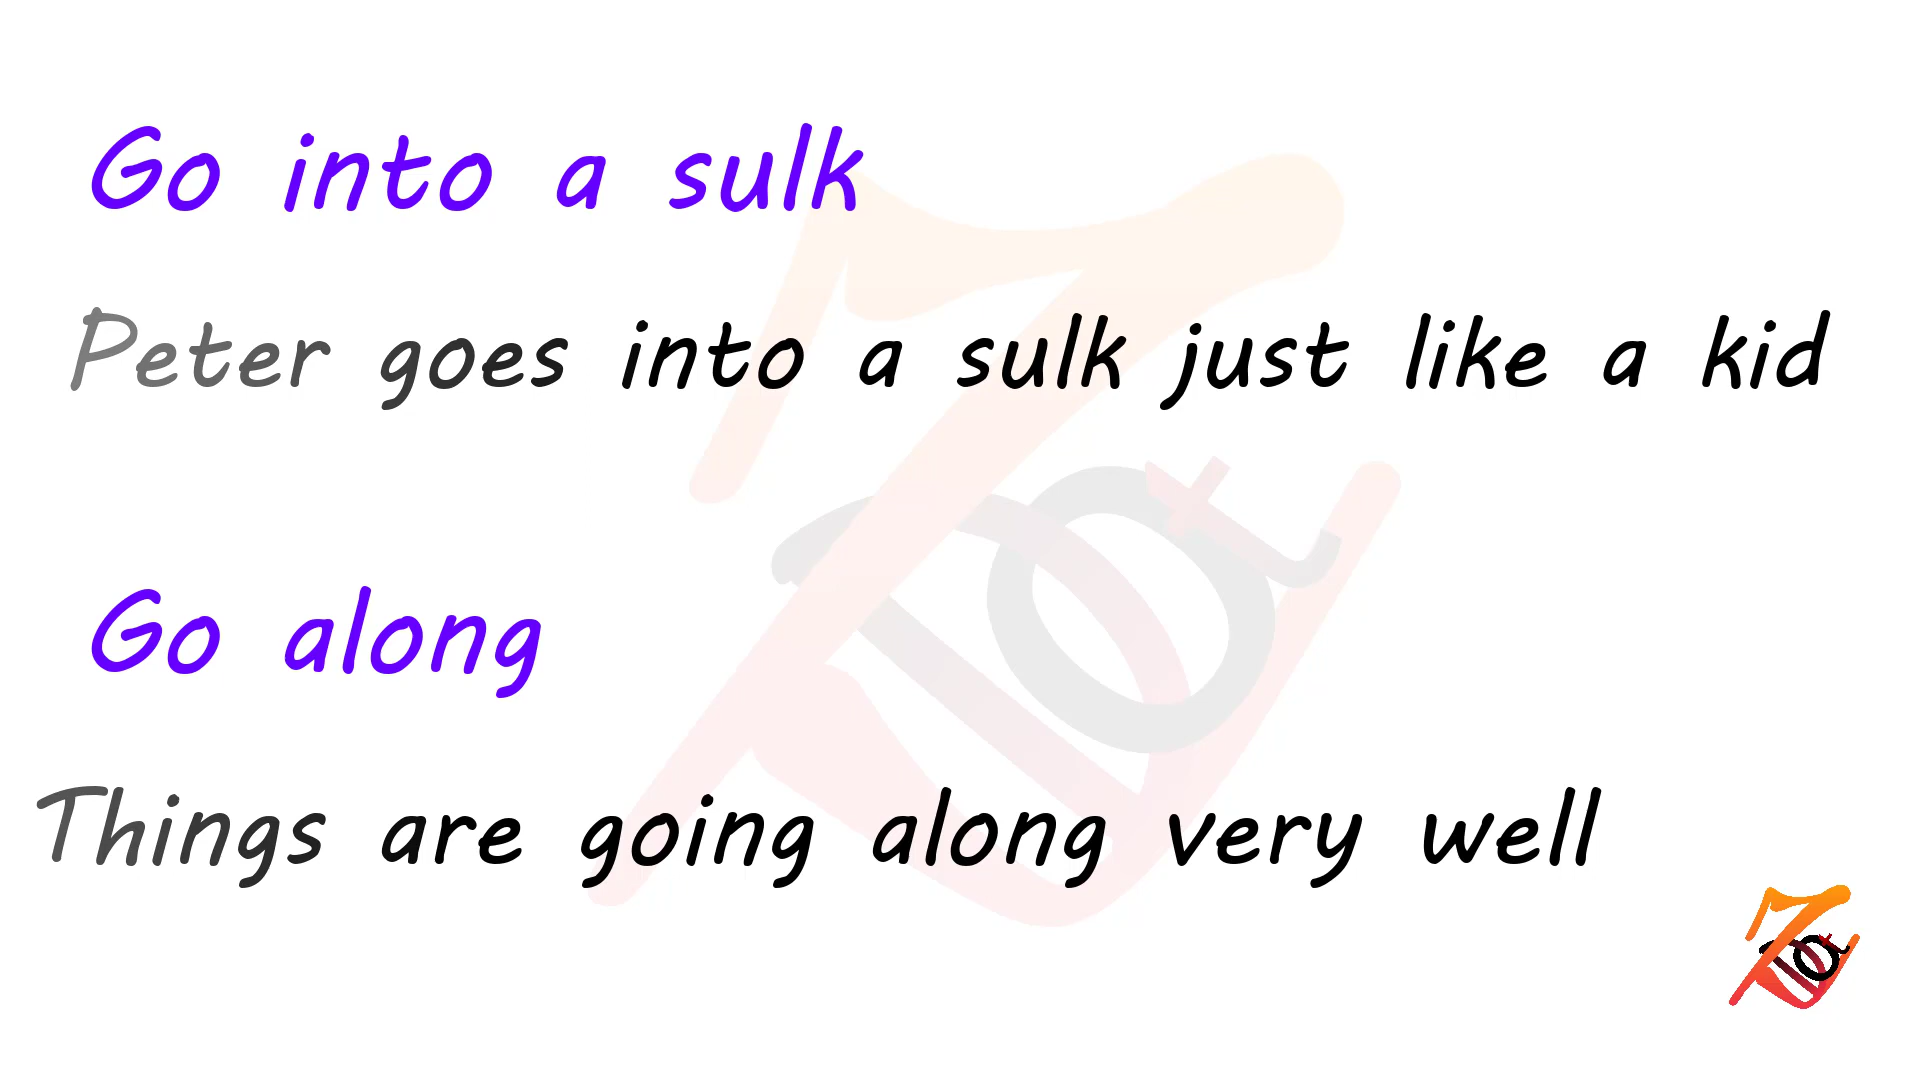 Go into a sulk
Peter goes into a sulk just like a kid
Go along
Things are going along very well